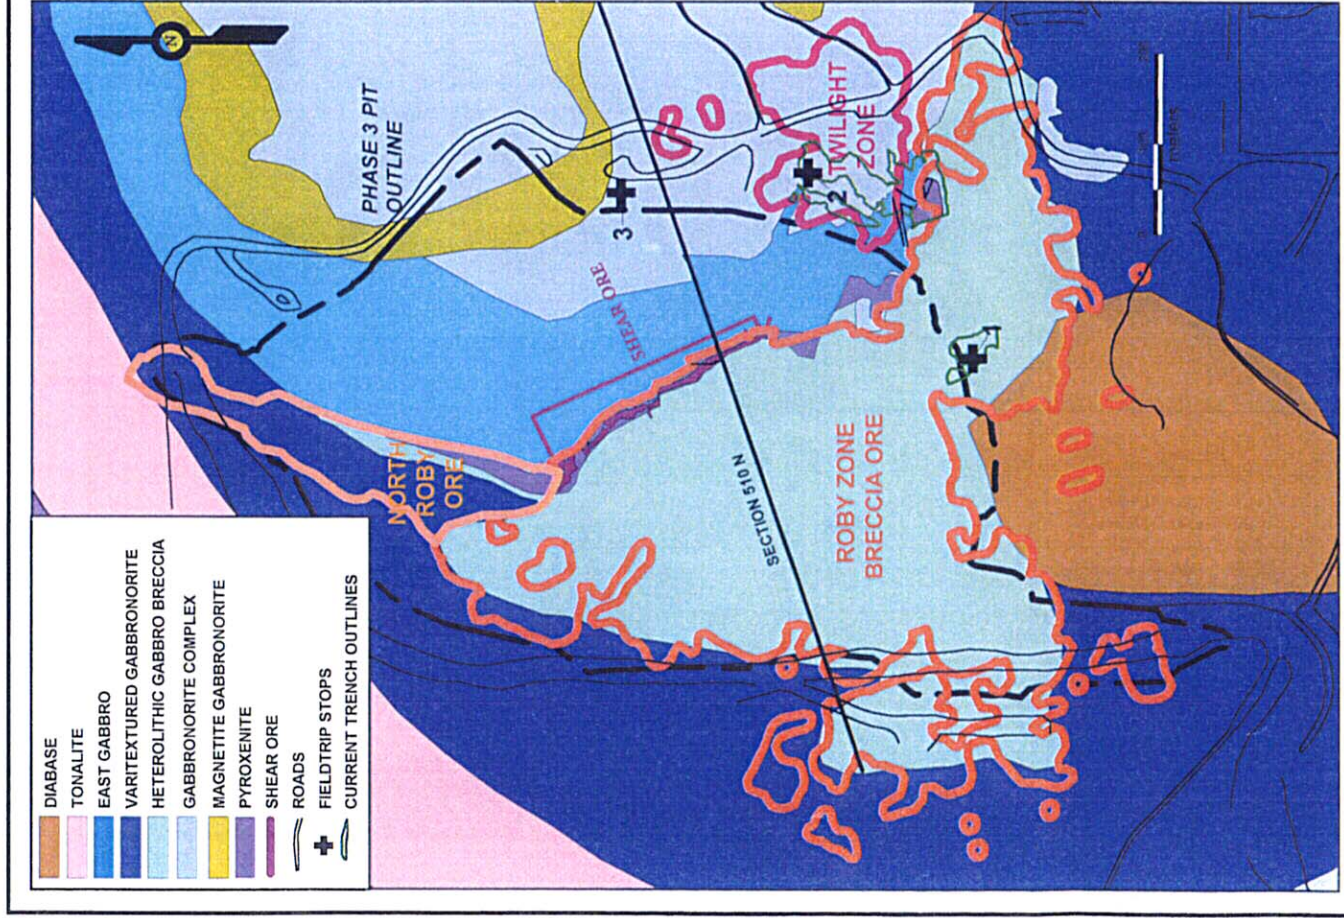 DIABASE
TONALITE
EAST GABBRO
VARITEXTURED GABBRONORITE
HETEROLITHIC GABBRO BRECCIA
GABBRONORITE COMPLEX
MAGNETITE GABBRONORITE
PYROXENITE
SHEAR ORE
ROADS
FIELDTRIP STOPS
CURRENT TRENCH OUTLINES
N
PHASE 3 PIT
OUTLINE
NORTH
ROBY
ORE
SHEAR ORE
3
2
TWILIGHT
ZONE
SECTION 510 N
1
ROBY ZONE
BRECCIA ORE
metres